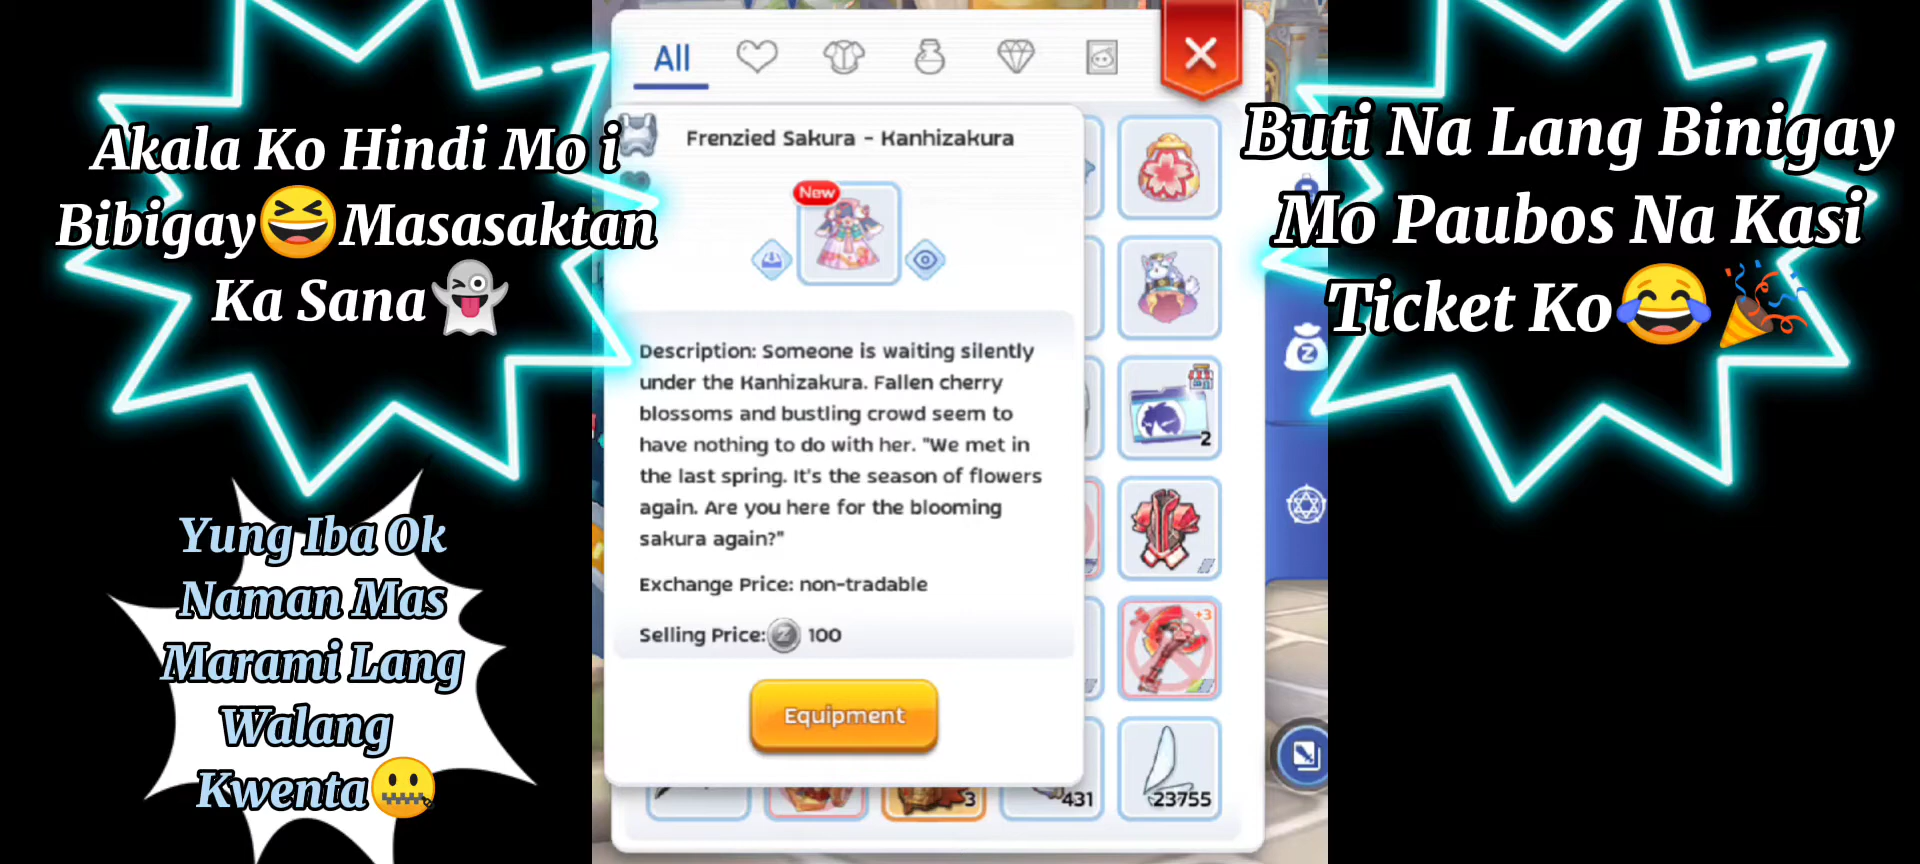 Akala Ko Hindi Mo i
Bibigay😆Masasaktan
Ka Sana👻
Yung Iba Ok
Naman Mas
Marami Lang
Walang
Kwenta🤐
All
Frenzied Sakura - Kanhizakura
New
Description: Someone is waiting silently
under the Kanhizakura. Fallen cherry
blossoms and bustling crowd seem to
have nothing to do with her. "We met in
the last spring. It's the season of flowers
again. Are you here for the blooming
sakura again?"
Exchange Price: non-tradable
Selling Price: Z 100
Equipment
2
+3
3
431
23755
Z
Buti Na Lang Binigay
Mo Paubos Na Kasi
Ticket Ko😂🎉